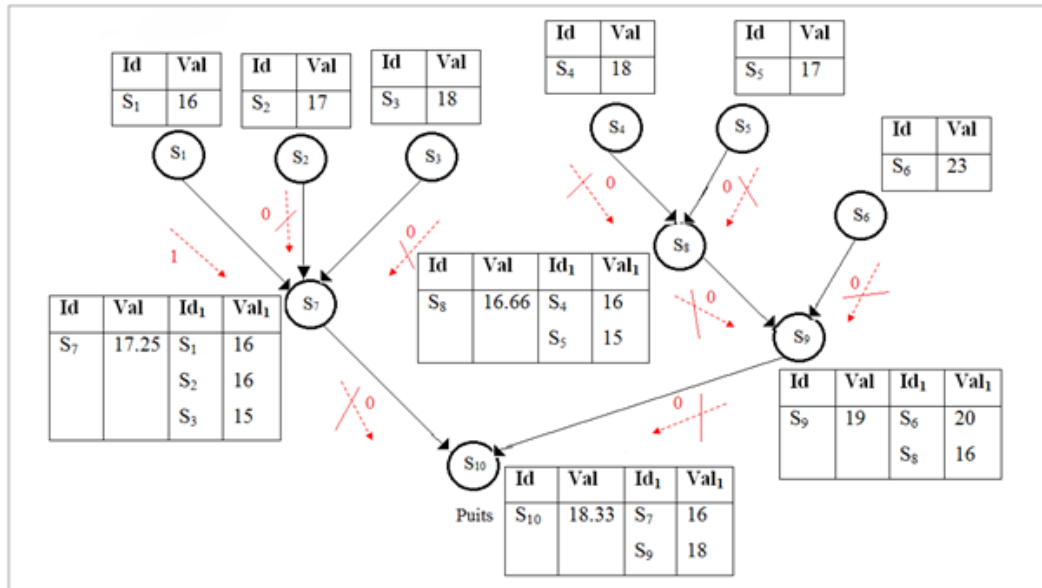 Id Val
S₁ 16
Id Val
S₂ 17
Id Val
S₃ 18
Id Val
S₄ 18
Id Val
S₅ 17
Id Val
S₆ 23
S₁
S₂
S₃
S₄
S₅
S₆
1
0
0
0
0
0
S₇
S₈
S₉
Id Val Id₁ Val₁
S₈ 16.66 S₄ 16
S₅ 15
0
Id Val Id₁ Val₁
S₇ 17.25 S₁ 16
S₂ 16
S₃ 15
0
0
Id Val Id₁ Val₁
S₉ 19 S₆ 20
S₈ 16
S₁₀
Puits
Id Val Id₁ Val₁
S₁₀ 18.33 S₇ 16
S₉ 18